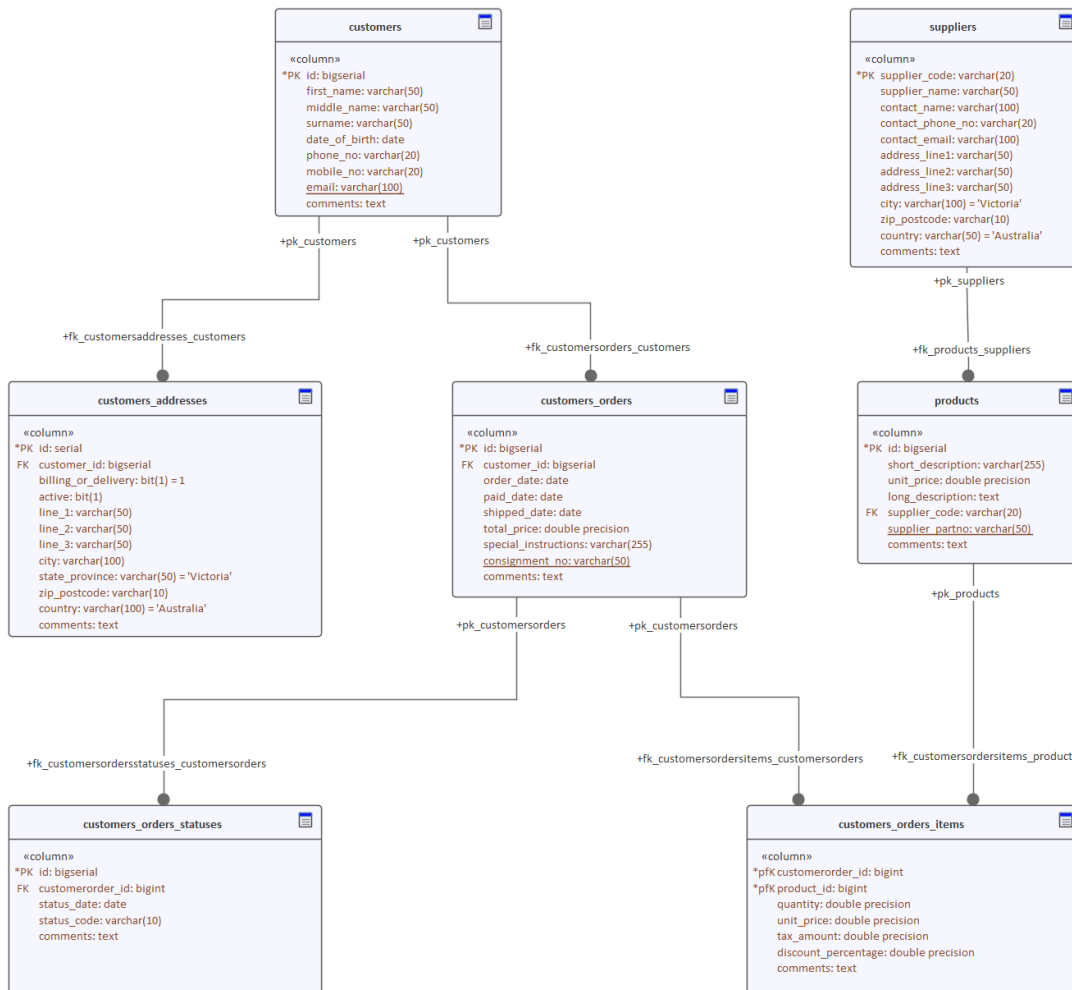 customers
«column»
*PK id: bigserial
first_name: varchar(50)
middle_name: varchar(50)
surname: varchar(50)
date_of_birth: date
phone_no: varchar(20)
mobile_no: varchar(20)
email: varchar(100)
comments: text
suppliers
«column»
*PK supplier_code: varchar(20)
supplier_name: varchar(50)
contact_name: varchar(100)
contact_phone_no: varchar(20)
contact_email: varchar(100)
address_line1: varchar(50)
address_line2: varchar(50)
address_line3: varchar(50)
city: varchar(100) = 'Victoria'
zip_postcode: varchar(10)
country: varchar(50) = 'Australia'
comments: text
+pk_customers
+pk_customers
+pk_suppliers
+fk_customersaddresses_customers
+fk_customersorders_customers
+fk_products_suppliers
customers_addresses
«column»
*PK id: serial
FK customer_id: bigserial
billing_or_delivery: bit(1) = 1
active: bit(1)
line_1: varchar(50)
line_2: varchar(50)
line_3: varchar(50)
city: varchar(100)
state_province: varchar(50) = 'Victoria'
zip_postcode: varchar(10)
country: varchar(100) = 'Australia'
comments: text
customers_orders
«column»
*PK id: bigserial
FK customer_id: bigserial
order_date: date
paid_date: date
shipped_date: date
total_price: double precision
special_instructions: varchar(255)
consignment_no: varchar(50)
comments: text
products
«column»
*PK id: bigserial
short_description: varchar(255)
unit_price: double precision
long_description: text
FK supplier_code: varchar(20)
supplier_partno: varchar(50)
comments: text
+pk_customersorders
+pk_customersorders
+pk_products
+fk_customersordersstatuses_customersorders
+fk_customersordersitems_customersorders
+fk_customersordersitems_product
customers_orders_statuses
«column»
*PK id: bigserial
FK customerorder_id: bigint
status_date: date
status_code: varchar(10)
comments: text
customers_orders_items
«column»
*pfK customerorder_id: bigint
*pfK product_id: bigint
quantity: double precision
unit_price: double precision
tax_amount: double precision
discount_percentage: double precision
comments: text